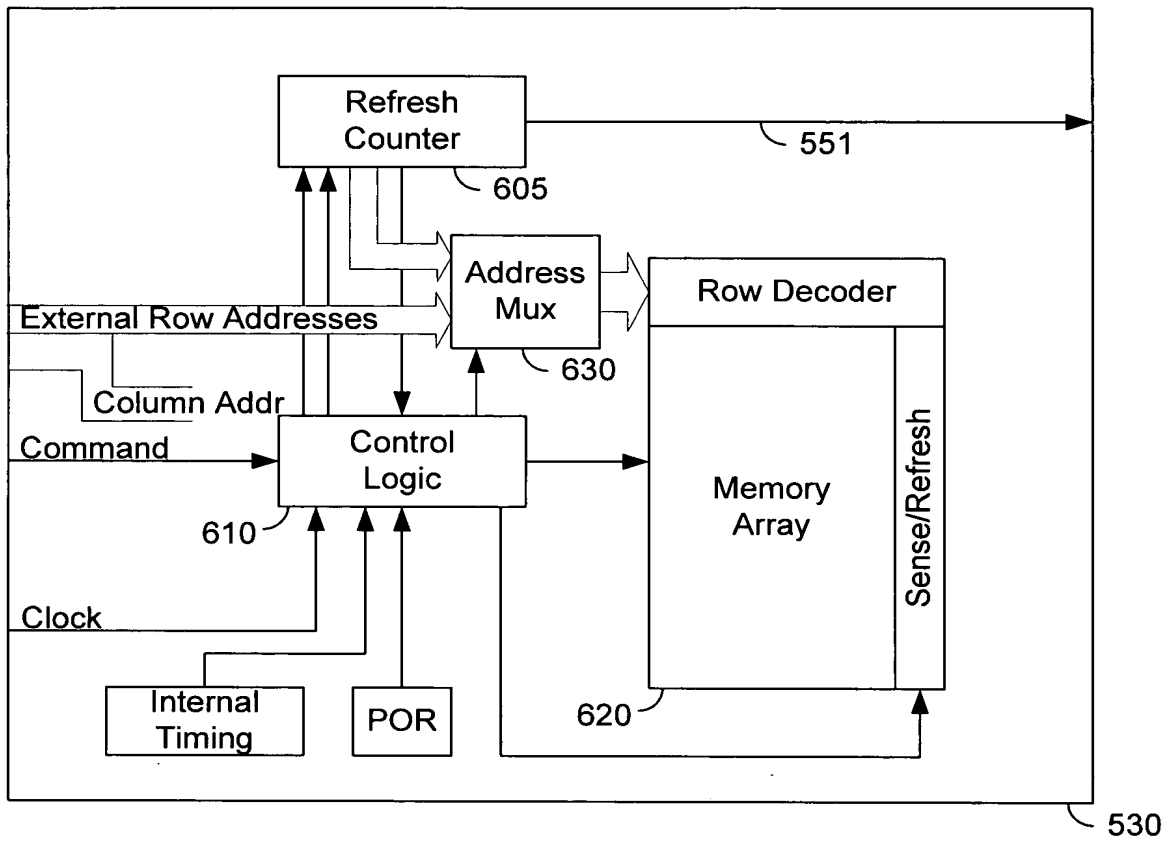 Refresh
Counter
551
605
Address
Mux
Row Decoder
External Row Addresses
630
Column Addr
Command
Control
Logic
Memory
Array
Sense/Refresh
610
Clock
Internal
Timing
POR
620
530